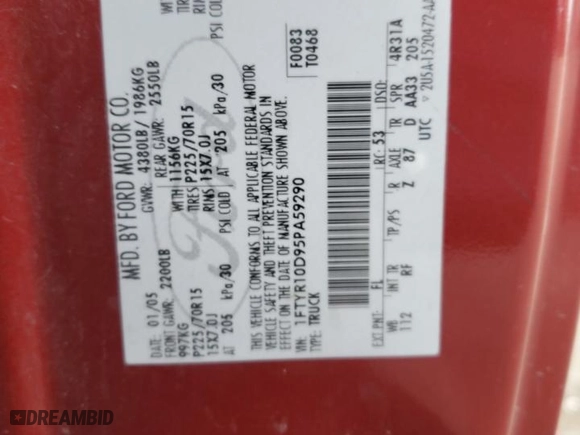 MFD. BY FORD MOTOR CO.
DATE: 01/05 GVWR: 4380LB/ 1986KG
FRONT GAWR: 2200LB REAR GAWR: 2550LB
997KG WITH 1156KG
P225/70R15 TIRES P225/70R15
15X7.0J RIMS 15X7.0J
AT 205 kPa/30 PSI COLD AT 205 kPa/30 PSI COLD
THIS VEHICLE CONFORMS TO ALL APPLICABLE FEDERAL MOTOR
VEHICLE SAFETY AND THEFT PREVENTION STANDARDS IN
EFFECT ON THE DATE OF MANUFACTURE SHOWN ABOVE.
VIN: 1FTYR10D95PA59290
TYPE: TRUCK
F0083
T0468
EXT PNT: FL RC: 53 DSO:
WB INT TR TP/PS R AXLE TR SPR
112 RF Z 87 D AA33 4R31A
205
UTC
Ford
DREAMBID